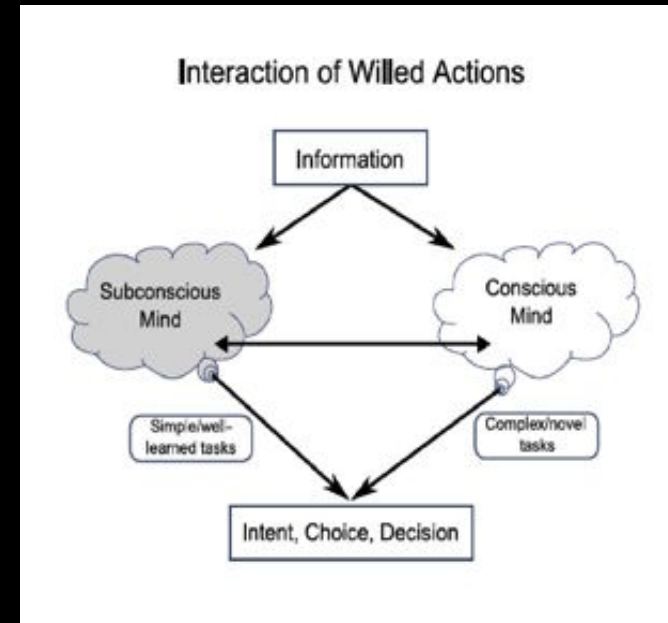 Interaction of Willed Actions
Information
Subconscious
Mind
Conscious
Mind
Simple/well-
learned tasks
Complex/novel
tasks
Intent, Choice, Decision